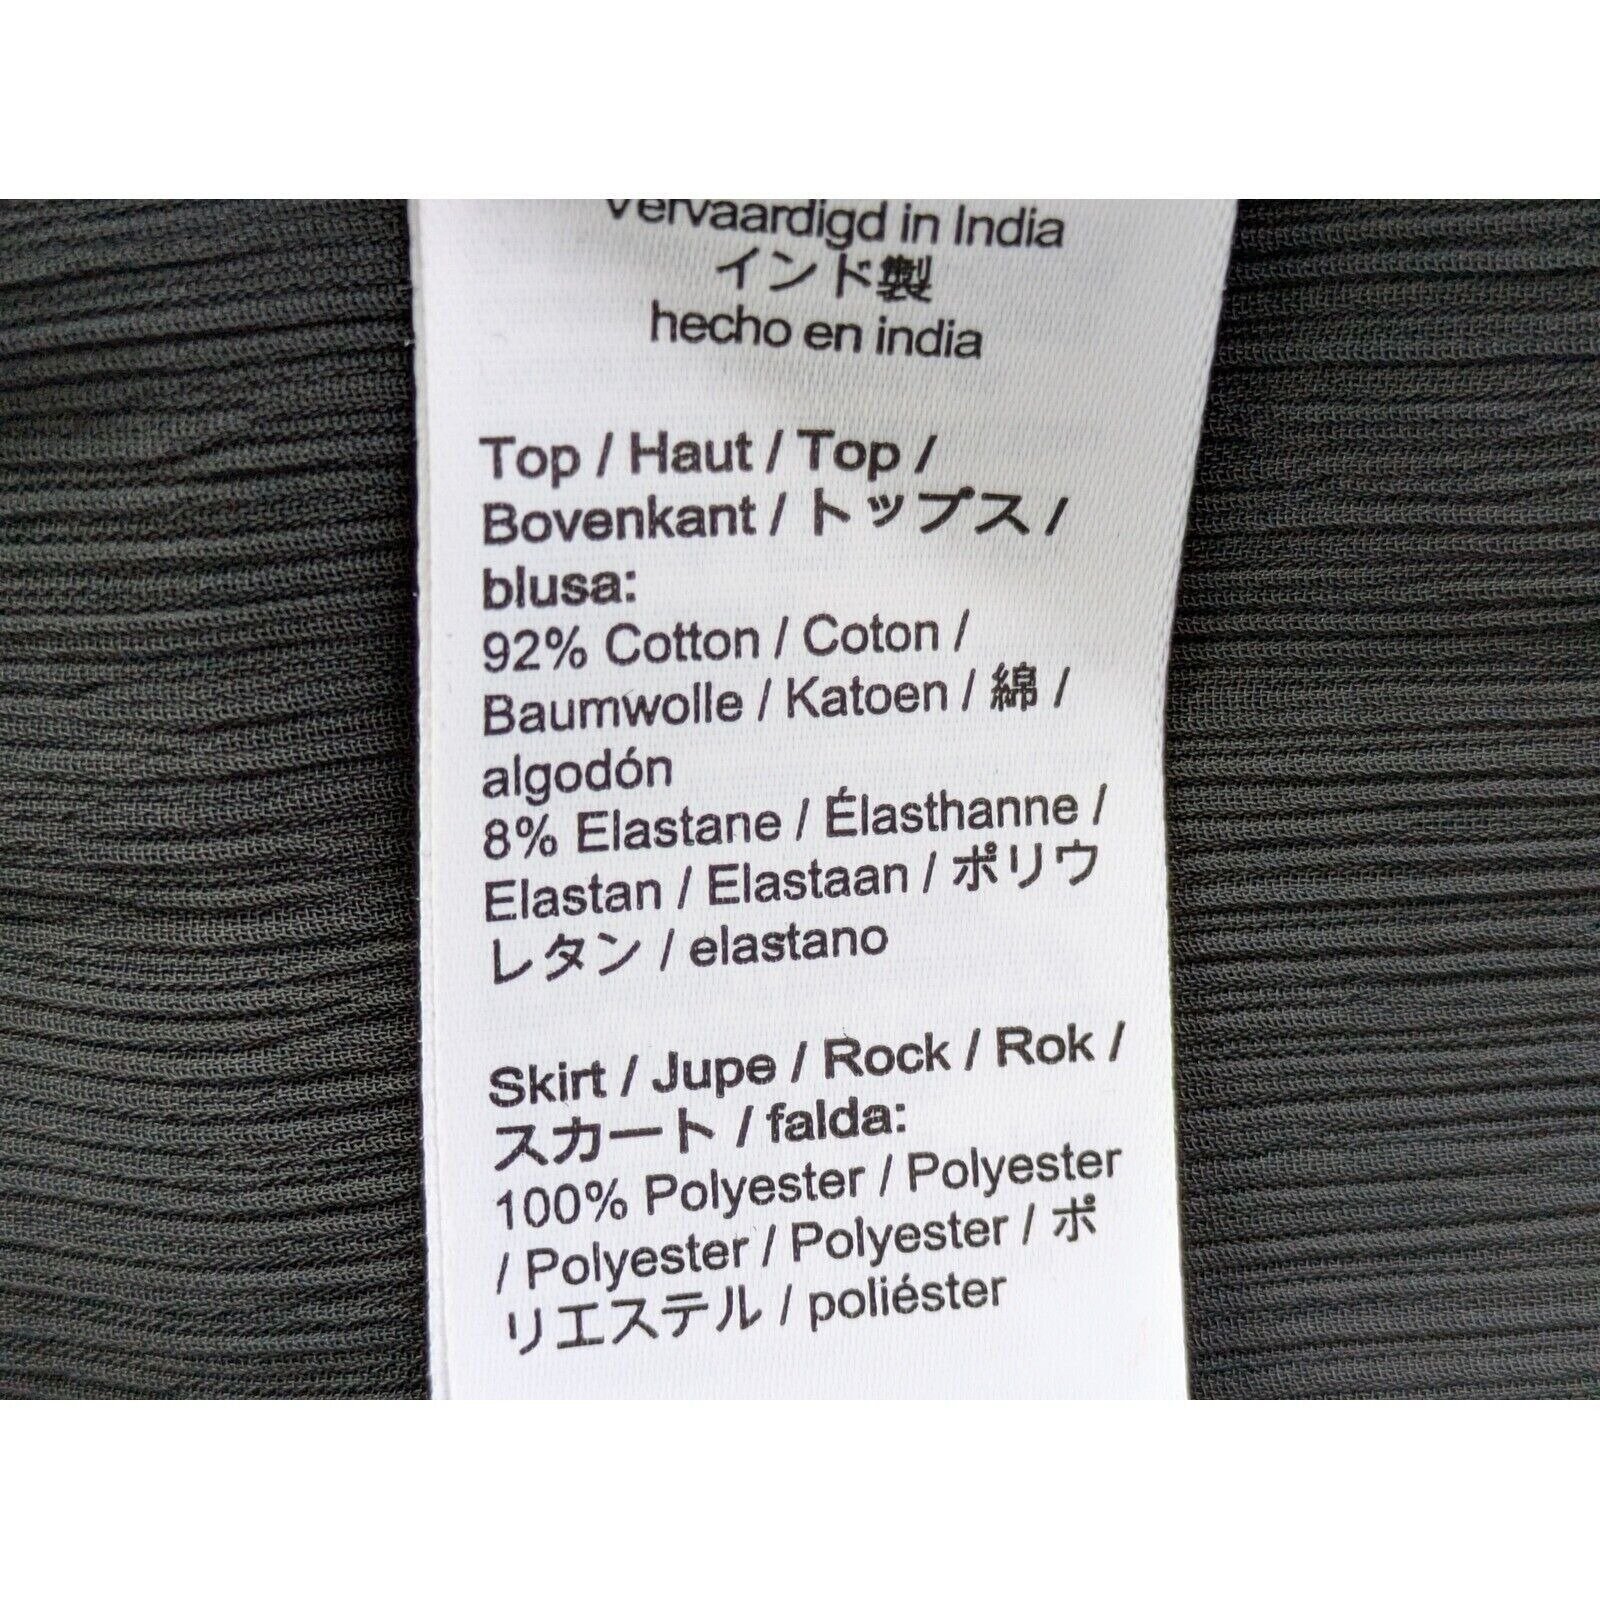 Vervaardigd in India
インド製
hecho en india
Top / Haut / Top /
Bovenkant / トップス /
blusa:
92% Cotton / Coton /
Baumwolle / Katoen / 綿 /
algodón
8% Elastane / Élasthanne /
Elastan / Elastaan / ポリウ
レタン / elastano
Skirt / Jupe / Rock / Rok /
スカート / falda:
100% Polyester / Polyester
/ Polyester / Polyester / ポ
リエステル / poliéster